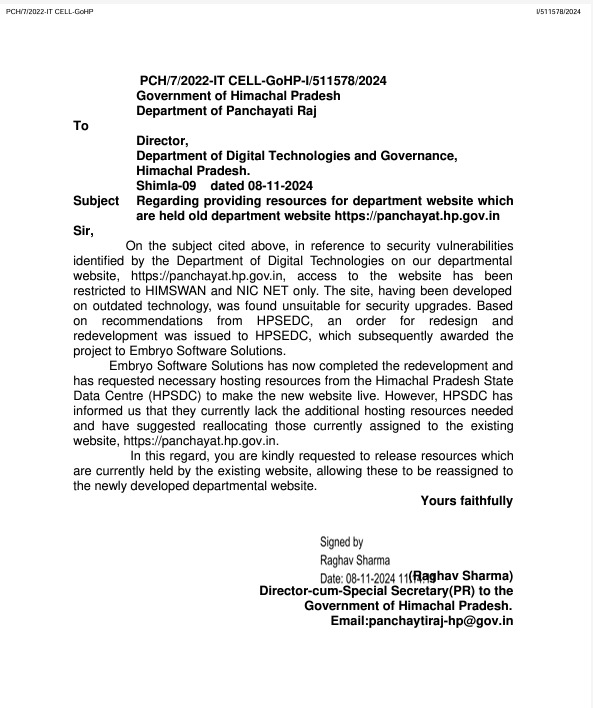 PCH/7/2022-IT CELL-GoHP I/511578/2024
PCH/7/2022-IT CELL-GoHP-I/511578/2024
Government of Himachal Pradesh
Department of Panchayati Raj
To
Director,
Department of Digital Technologies and Governance,
Himachal Pradesh.
Shimla-09 dated 08-11-2024
Subject Regarding providing resources for department website which
are held old department website https://panchayat.hp.gov.in
Sir,
On the subject cited above, in reference to security vulnerabilities
identified by the Department of Digital Technologies on our departmental
website, https://panchayat.hp.gov.in, access to the website has been
restricted to HIMSWAN and NIC NET only. The site, having been developed
on outdated technology, was found unsuitable for security upgrades. Based
on recommendations from HPSEDC, an order for redesign and
redevelopment was issued to HPSEDC, which subsequently awarded the
project to Embryo Software Solutions.
Embryo Software Solutions has now completed the redevelopment and
has requested necessary hosting resources from the Himachal Pradesh State
Data Centre (HPSDC) to make the new website live. However, HPSDC has
informed us that they currently lack the additional hosting resources needed
and have suggested reallocating those currently assigned to the existing
website, https://panchayat.hp.gov.in.
In this regard, you are kindly requested to release resources which
are currently held by the existing website, allowing these to be reassigned to
the newly developed departmental website.
Yours faithfully
Signed by
Raghav Sharma
Date: 08-11-2024
(Raghav Sharma)
Director-cum-Special Secretary(PR) to the
Government of Himachal Pradesh.
Email:panchaytiraj-hp@gov.in